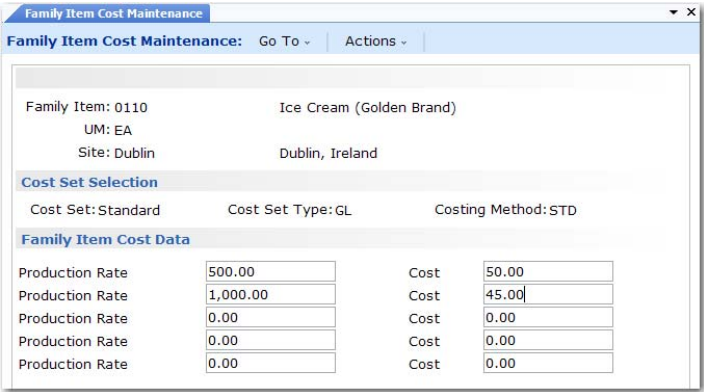 Family Item Cost Maintenance
Family Item Cost Maintenance: Go To Actions
Family Item: 0110 Ice Cream (Golden Brand)
UM: EA
Site: Dublin Dublin, Ireland
Cost Set Selection
Cost Set: Standard Cost Set Type: GL Costing Method: STD
Family Item Cost Data
Production Rate 500.00 Cost 50.00
Production Rate 1,000.00 Cost 45.00
Production Rate 0.00 Cost 0.00
Production Rate 0.00 Cost 0.00
Production Rate 0.00 Cost 0.00